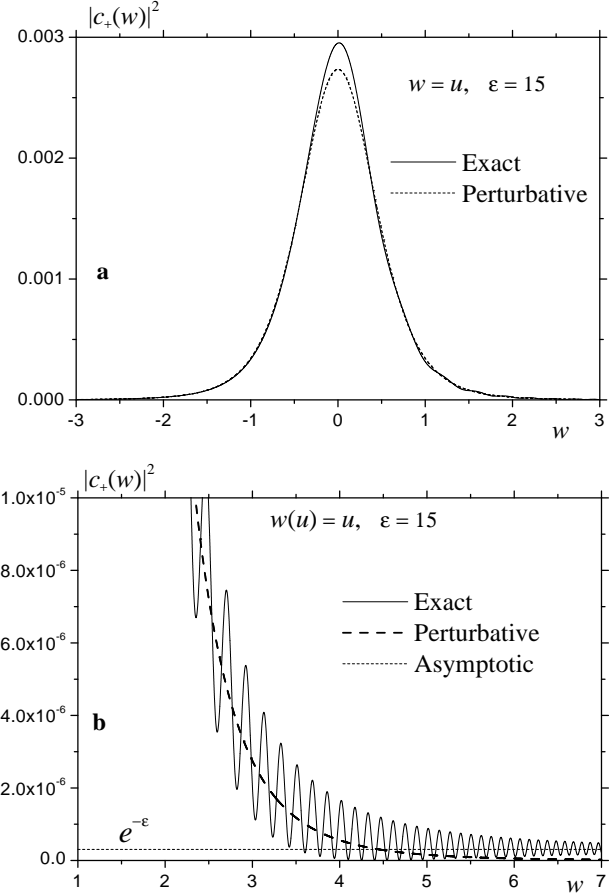 |c₊(w)|²
0.003
w = u, ε = 15
0.002
Exact
Perturbative
a
0.001
0.000
-3 -2 -1 0 1 2 3
w
|c₊(w)|²
1.0x10⁻⁵
w(u) = u, ε = 15
8.0x10⁻⁶
Exact
Perturbative
6.0x10⁻⁶
Asymptotic
4.0x10⁻⁶
b
2.0x10⁻⁶
e⁻ᵋ
0.0
1 2 3 4 5 6 7
w